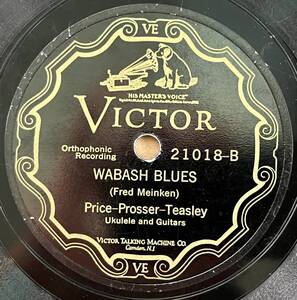 VE
HIS MASTER'S VOICE
VICTOR
Orthophonic
Recording
21018-B
WABASH BLUES
(Fred Meinken)
Price-Prosser-Teasley
Ukulele and Guitars
VICTOR TALKING MACHINE CO.
Camden, N.J.
VE